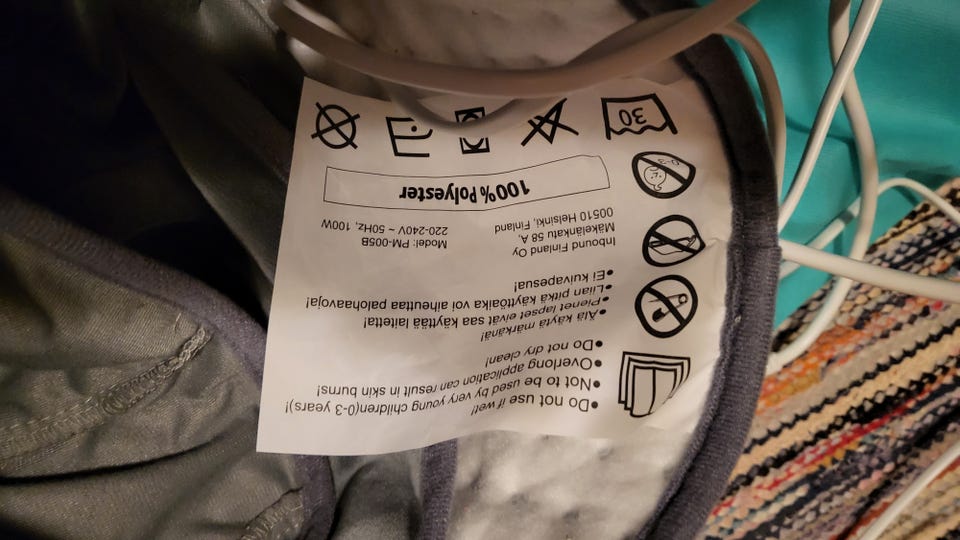 •Do not use if wet!
•Not to be used by very young children(0-3 years)!
•Overlong application can result in skin burns!
•Do not dry clean!
•Älä käytä märkänä!
•Pienet lapset eivät saa käyttää laitetta!
•Liian pitkä käyttöaika voi aiheuttaa palohaavoja!
•Ei kuivapesua!
Inbound Finland Oy
Mäkelänkatu 58 A,
00510 Helsinki, Finland
Model: PM-005B
220-240V ~ 50Hz, 100W
0-3
100% Polyester
30